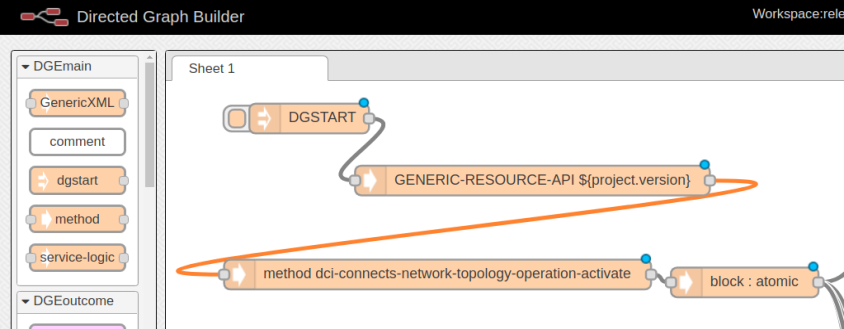 Directed Graph Builder
Workspace:rele
DGEmain
GenericXML
comment
dgstart
method
service-logic
DGEoutcome
Sheet 1
DGSTART
GENERIC-RESOURCE-API ${project.version}
method dci-connects-network-topology-operation-activate
block : atomic